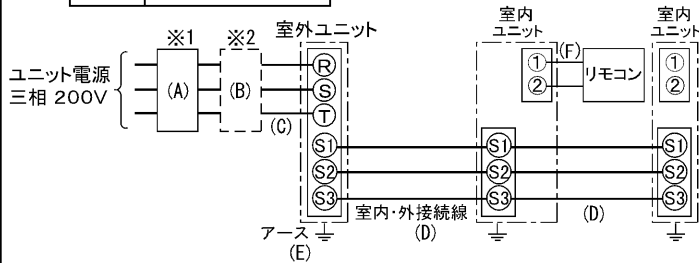 ※1
※2
室外ユニット
室内
ユニット
室内
ユニット
ユニット電源
三相 200V
(A)
(B)
(C)
R
S
T
①
②
(F)
リモコン
①
②
S1
S2
S3
S1
S2
S3
S1
S2
S3
室内・外接続線
(D)
(D)
アース
(E)